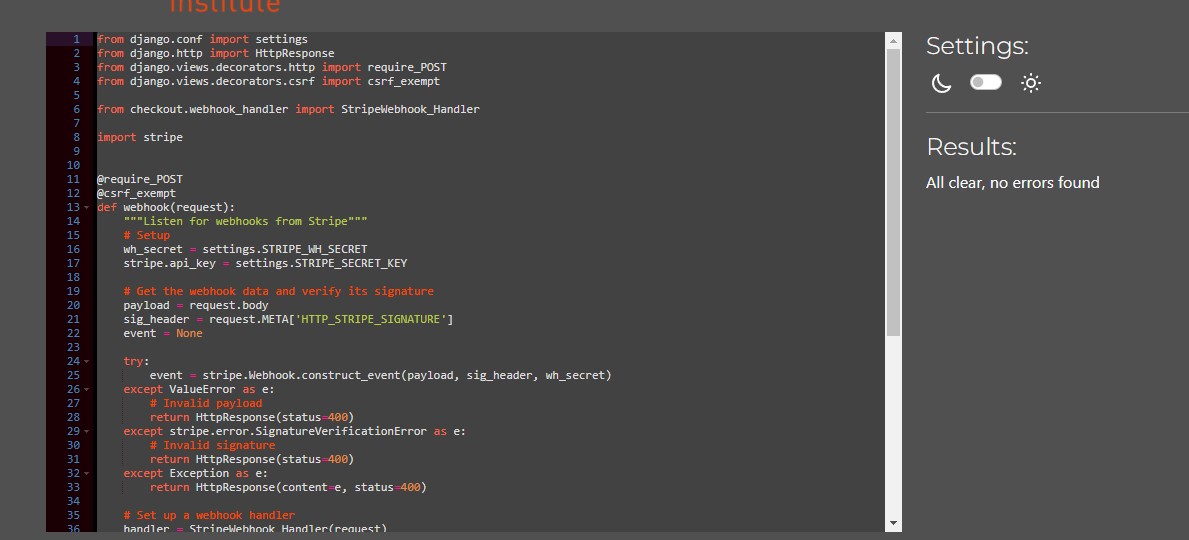 Institute
1 from django.conf import settings
2 from django.http import HttpResponse
3 from django.views.decorators.http import require_POST
4 from django.views.decorators.csrf import csrf_exempt
5
6 from checkout.webhook_handler import StripeWebhook_Handler
7
8 import stripe
9
10
11 @require_POST
12 @csrf_exempt
13 def webhook(request):
14     """Listen for webhooks from Stripe"""
15     # Setup
16     wh_secret = settings.STRIPE_WH_SECRET
17     stripe.api_key = settings.STRIPE_SECRET_KEY
18
19     # Get the webhook data and verify its signature
20     payload = request.body
21     sig_header = request.META['HTTP_STRIPE_SIGNATURE']
22     event = None
23
24     try:
25         event = stripe.Webhook.construct_event(payload, sig_header, wh_secret)
26     except ValueError as e:
27         # Invalid payload
28         return HttpResponse(status=400)
29     except stripe.error.SignatureVerificationError as e:
30         # Invalid signature
31         return HttpResponse(status=400)
32     except Exception as e:
33         return HttpResponse(content=e, status=400)
34
35     # Set up a webhook handler
36     handler = StripeWebhook_Handler(request)
Settings:
Results:
All clear, no errors found